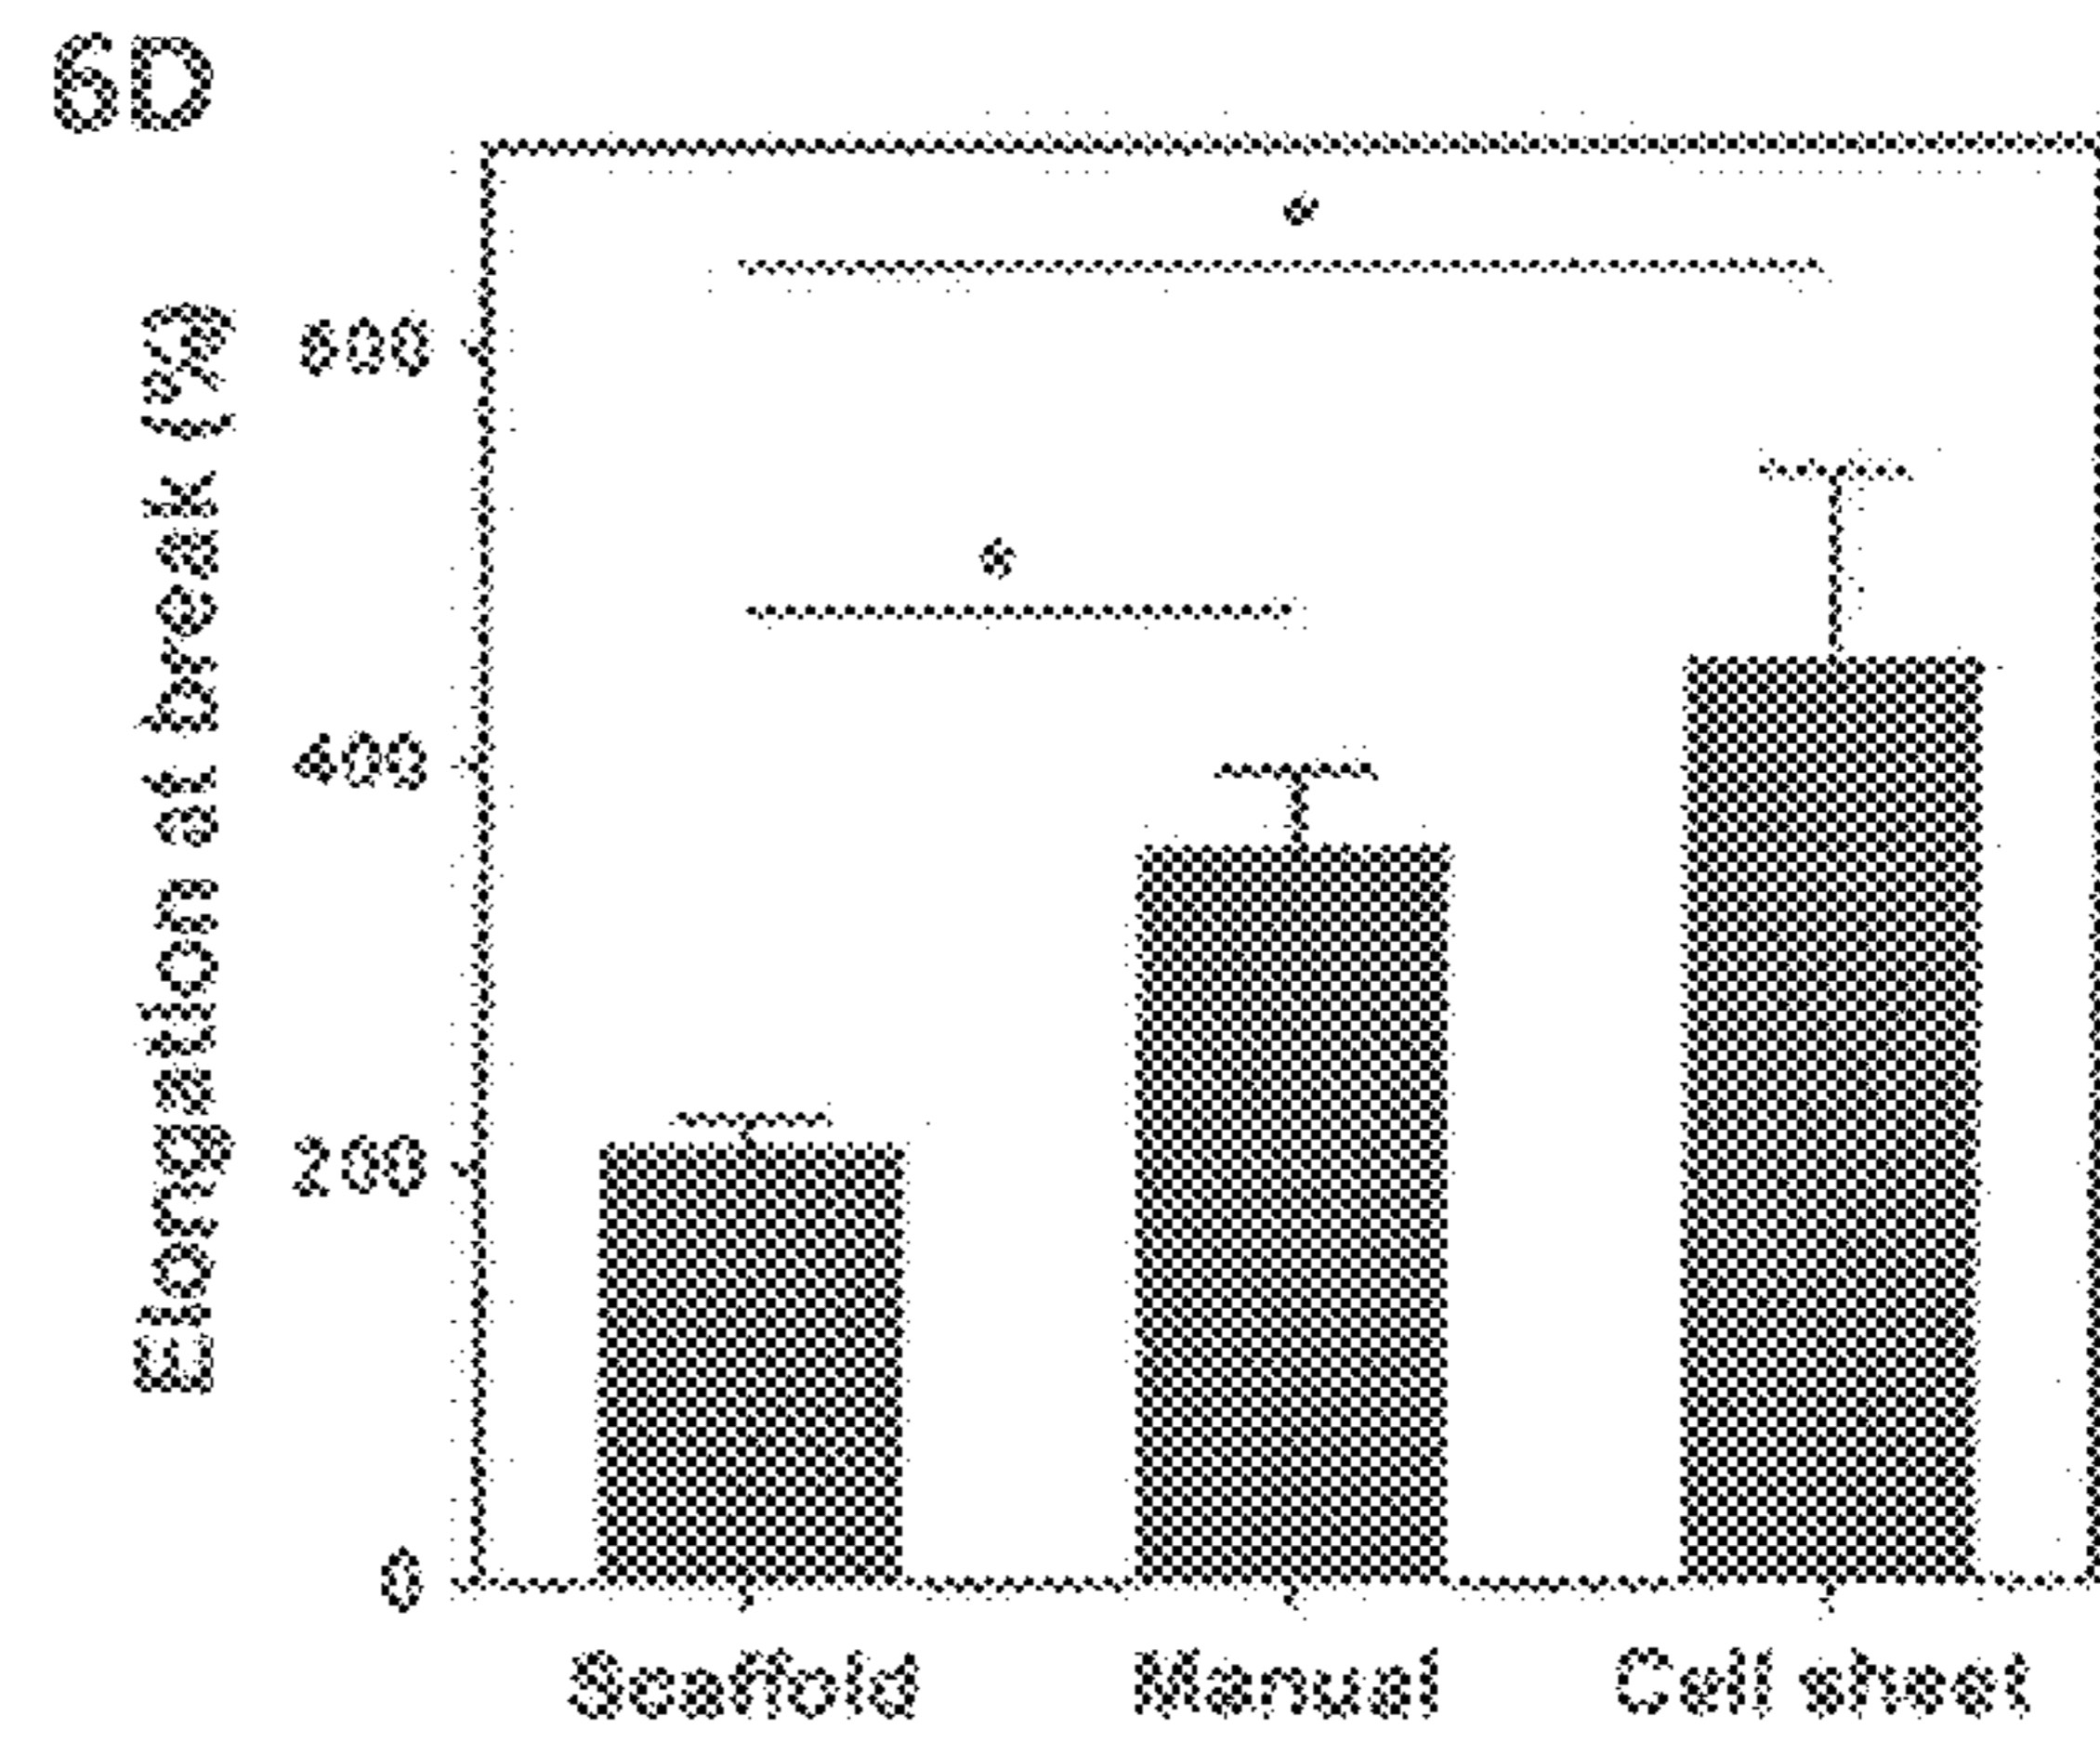 6D
Elongation at break (%)
600
400
200
0
*
*
Scaffold
Manual
Cell sheet